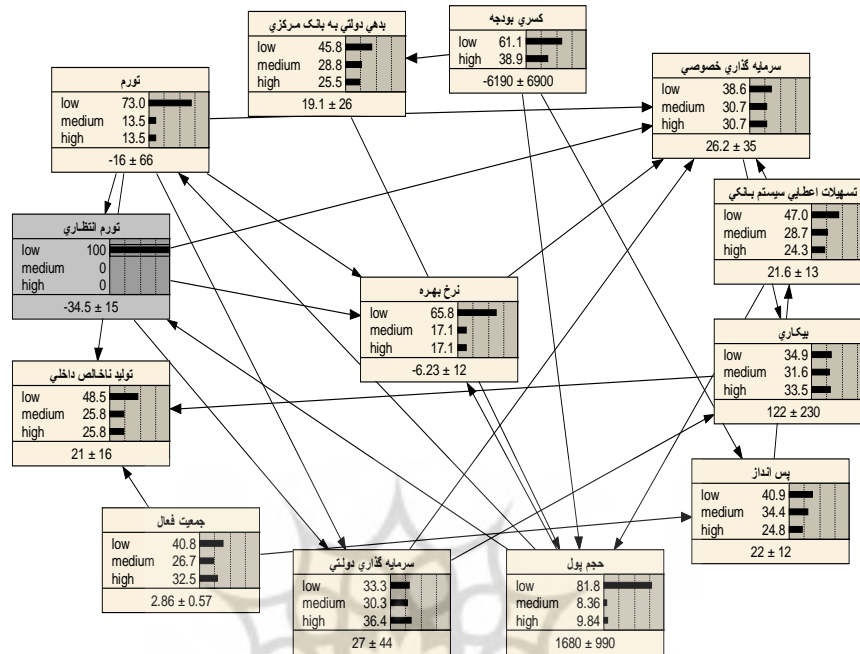 بدهي دولتي به بانک مرکزي
low 45.8
medium 28.8
high 25.5
19.1 ± 26
کسري بودجه
low 61.1
high 38.9
-6190 ± 6900
سرمايه گذاري خصوصي
low 38.6
medium 30.7
high 30.7
26.2 ± 35
تورم
low 73.0
medium 13.5
high 13.5
-16 ± 66
تسهيلات اعطايي سيستم بانکي
low 47.0
medium 28.7
high 24.3
21.6 ± 13
تورم انتظاري
low 100
medium 0
high 0
-34.5 ± 15
نرخ بهره
low 65.8
medium 17.1
high 17.1
-6.23 ± 12
بيکاري
low 34.9
medium 31.6
high 33.5
122 ± 230
توليد ناخالص داخلي
low 48.5
medium 25.8
high 25.8
21 ± 16
پس انداز
low 40.9
medium 34.4
high 24.8
22 ± 12
جمعيت فعال
low 40.8
medium 26.7
high 32.5
2.86 ± 0.57
سرمايه گذاري دولتي
low 33.3
medium 30.3
high 36.4
27 ± 44
حجم پول
low 81.8
medium 8.36
high 9.84
1680 ± 990